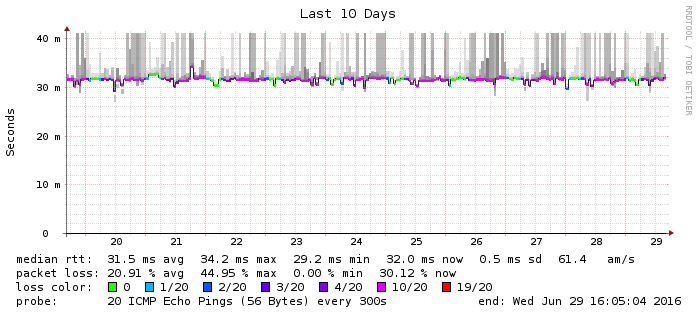 Last 10 Days
RRDTOOL / TOBI OETIKER
Seconds
40 m
30 m
20 m
10 m
0
20 21 22 23 24 25 26 27 28 29
median rtt: 31.5 ms avg 34.2 ms max 29.2 ms min 32.0 ms now 0.5 ms sd 61.4 am/s
packet loss: 20.91 % avg 44.95 % max 0.00 % min 30.12 % now
loss color: 0 1/20 2/20 3/20 4/20 10/20 19/20
probe: 20 ICMP Echo Pings (56 Bytes) every 300s end: Wed Jun 29 16:05:04 2016